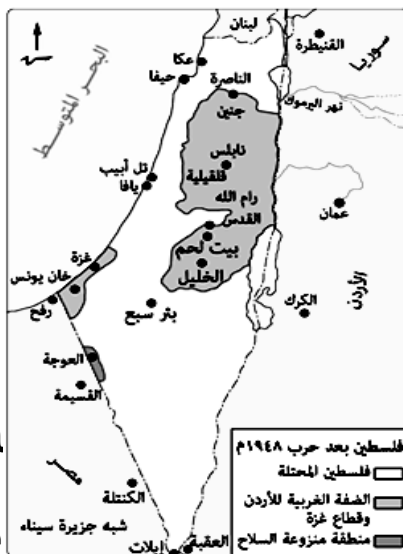 لبنان
سوريا
القنيطرة
عكا
حيفا
الناصرة
البحر المتوسط
جنين
نهر اليرموك
نابلس
قلقيلية
تل أبيب
يافا
رام الله
القدس
عمان
بيت لحم
الخليل
غزة
خان يونس
رفح
بئر سبع
الكرك
الأردن
العوجة
القسيمة
مصر
الكنتلة
شبه جزيرة سيناء
إيلات
العقبة
فلسطين بعد حرب ١٩٤٨م
فلسطين المحتلة
الضفة الغربية للأردن
وقطاع غزة
منطقة منزوعة السلاح